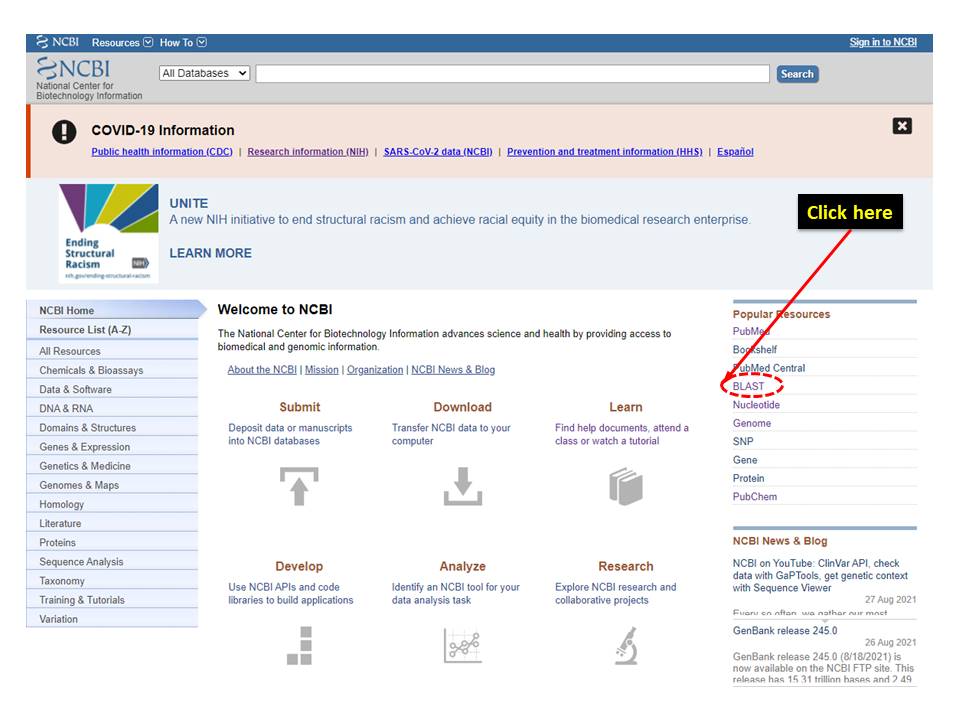 NCBI Resources How To Sign in to NCBI
NCBI
National Center for
Biotechnology Information
All Databases
Search
COVID-19 Information
Public health information (CDC) | Research information (NIH) | SARS-CoV-2 data (NCBI) | Prevention and treatment information (HHS) | Español
Ending
Structural
Racism
NIH
nih.gov/ending-structural-racism
UNITE
A new NIH initiative to end structural racism and achieve racial equity in the biomedical research enterprise.
LEARN MORE
Click here
NCBI Home
Resource List (A-Z)
All Resources
Chemicals & Bioassays
Data & Software
DNA & RNA
Domains & Structures
Genes & Expression
Genetics & Medicine
Genomes & Maps
Homology
Literature
Proteins
Sequence Analysis
Taxonomy
Training & Tutorials
Variation
Welcome to NCBI
The National Center for Biotechnology Information advances science and health by providing access to
biomedical and genomic information.
About the NCBI | Mission | Organization | NCBI News & Blog
Submit
Deposit data or manuscripts
into NCBI databases
Download
Transfer NCBI data to your
computer
Learn
Find help documents, attend a
class or watch a tutorial
Develop
Use NCBI APIs and code
libraries to build applications
Analyze
Identify an NCBI tool for your
data analysis task
Research
Explore NCBI research and
collaborative projects
Popular Resources
PubMed
Bookshelf
PubMed Central
BLAST
Nucleotide
Genome
SNP
Gene
Protein
PubChem
NCBI News & Blog
NCBI on YouTube: ClinVar API, check
data with GaPTools, get genetic context
with Sequence Viewer
27 Aug 2021
Every so often, we gather our most
GenBank release 245.0
26 Aug 2021
GenBank release 245.0 (8/18/2021) is
now available on the NCBI FTP site. This
release has 15.31 trillion bases and 2.49